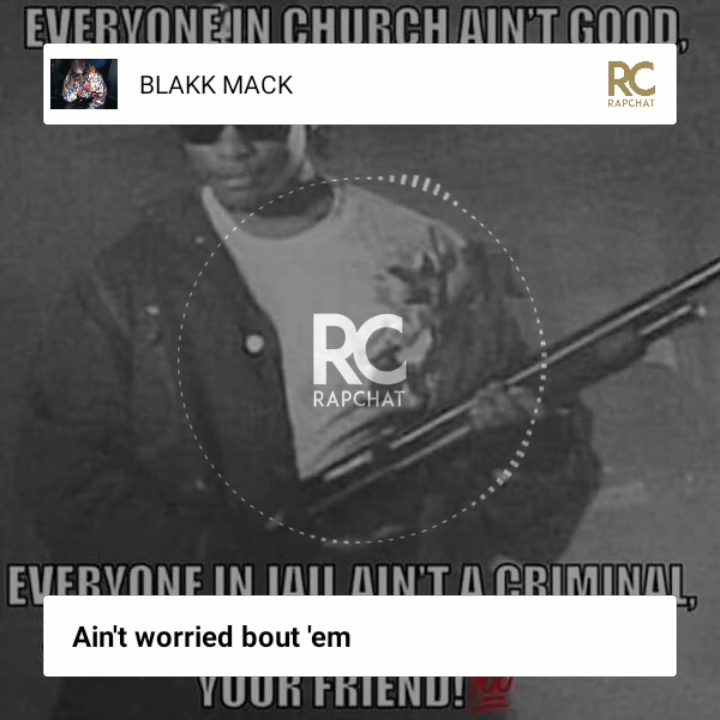 EVERYONE IN CHURCH AIN'T GOOD,
BLAKK MACK
RC
RAPCHAT
RC
RAPCHAT
EVERYONE IN JAIL AIN'T A CRIMINAL,
Ain't worried bout 'em
YOUR FRIEND!💯